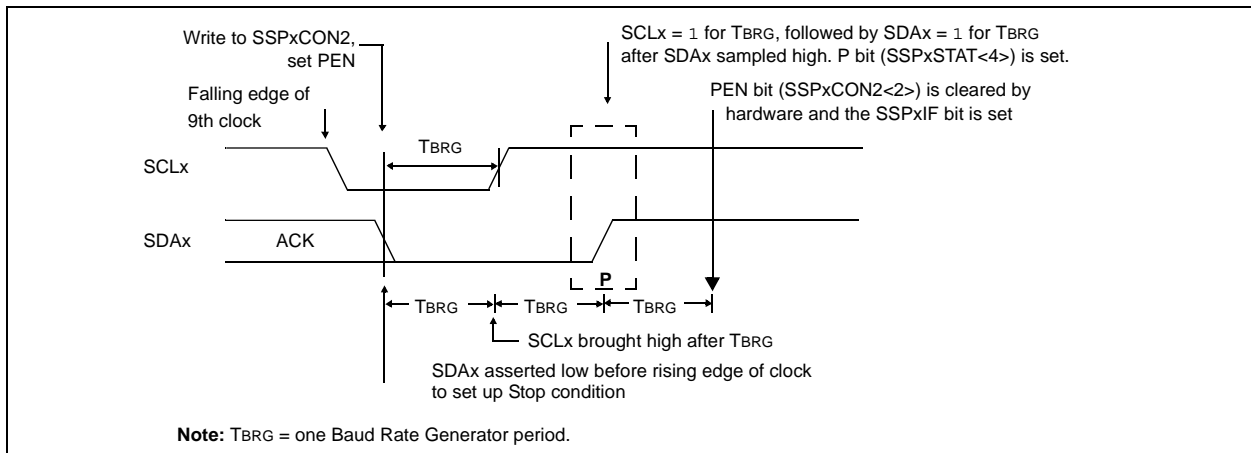 Write to SSPxCON2,
set PEN
SCLx = 1 for TBRG, followed by SDAx = 1 for TBRG
after SDAx sampled high. P bit (SSPxSTAT<4>) is set.
Falling edge of
9th clock
PEN bit (SSPxCON2<2>) is cleared by
hardware and the SSPxIF bit is set
TBRG
SCLx
SDAx
ACK
P
TBRG
TBRG
TBRG
SCLx brought high after TBRG
SDAx asserted low before rising edge of clock
to set up Stop condition
Note: TBRG = one Baud Rate Generator period.